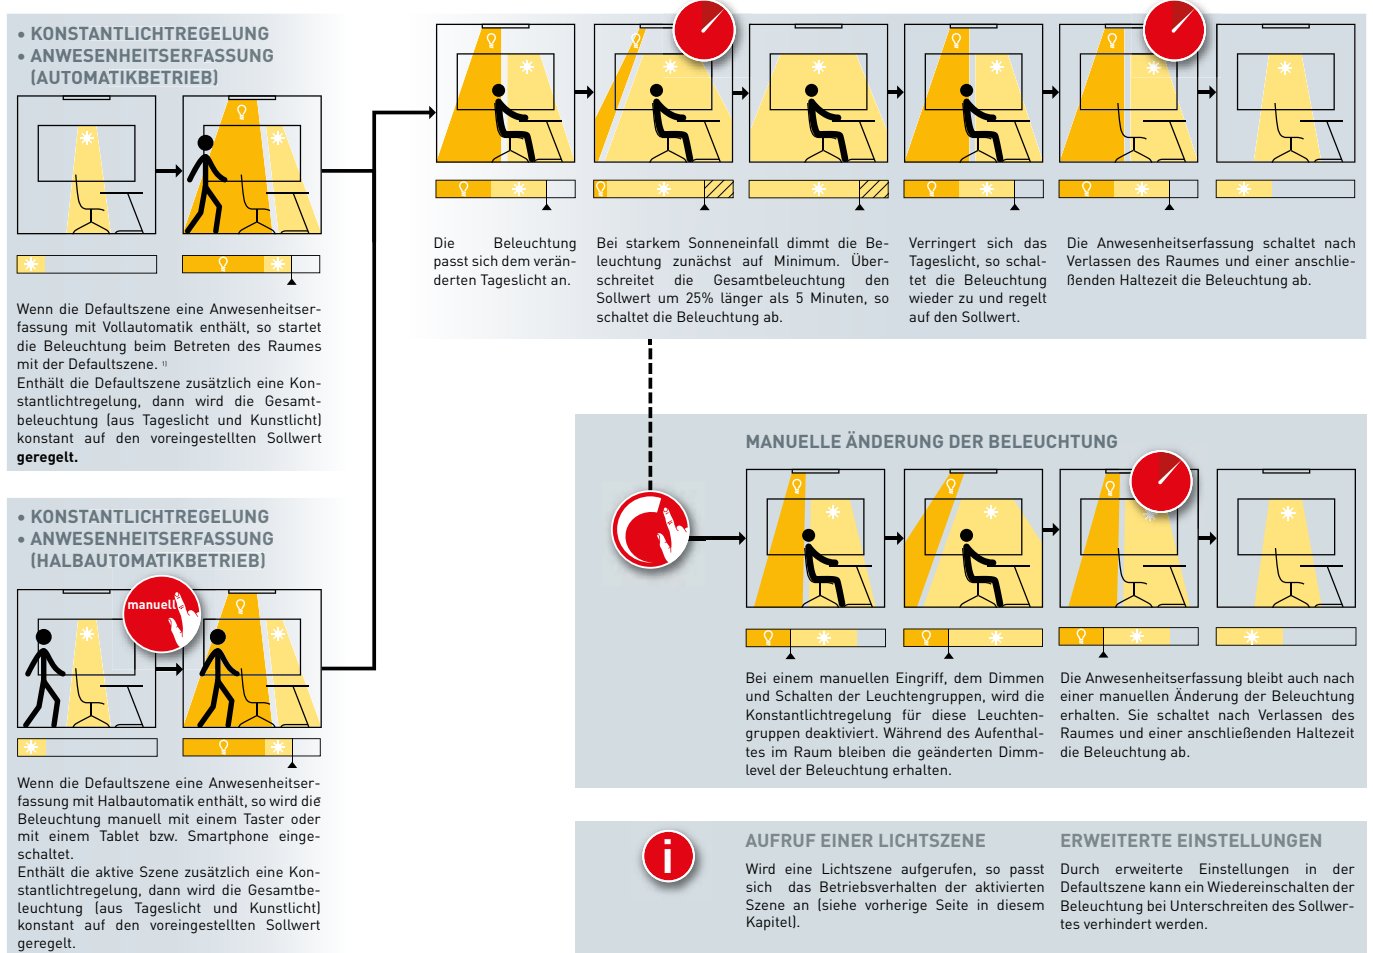 • KONSTANTLICHTREGELUNG
• ANWESENHEITSERFASSUNG
(AUTOMATIKBETRIEB)
Wenn die Defaultszene eine Anwesenheitser-
fassung mit Vollautomatik enthält, so startet
die Beleuchtung beim Betreten des Raumes
mit der Defaultszene. 1)
Enthält die Defaultszene zusätzlich eine Kon-
stantlichtregelung, dann wird die Gesamt-
beleuchtung (aus Tageslicht und Kunstlicht)
konstant auf den voreingestellten Sollwert
geregelt.
Die Beleuchtung
passt sich dem verän-
derten Tageslicht an.
Bei starkem Sonneneinfall dimmt die Be-
leuchtung zunächst auf Minimum. Über-
schreitet die Gesamtbeleuchtung den
Sollwert um 25% länger als 5 Minuten, so
schaltet die Beleuchtung ab.
Verringert sich das
Tageslicht, so schal-
tet die Beleuchtung
wieder zu und regelt
auf den Sollwert.
Die Anwesenheitserfassung schaltet nach
Verlassen des Raumes und einer anschlie-
ßenden Haltezeit die Beleuchtung ab.
• KONSTANTLICHTREGELUNG
• ANWESENHEITSERFASSUNG
(HALBAUTOMATIKBETRIEB)
manuell
Wenn die Defaultszene eine Anwesenheitser-
fassung mit Halbautomatik enthält, so wird die
Beleuchtung manuell mit einem Taster oder
mit einem Tablet bzw. Smartphone einge-
schaltet.
Enthält die aktive Szene zusätzlich eine Kon-
stantlichtregelung, dann wird die Gesamtbe-
leuchtung (aus Tageslicht und Kunstlicht)
konstant auf den voreingestellten Sollwert
geregelt.
MANUELLE ÄNDERUNG DER BELEUCHTUNG
Bei einem manuellen Eingriff, dem Dimmen
und Schalten der Leuchtengruppen, wird die
Konstantlichtregelung für diese Leuchten-
gruppen deaktiviert. Während des Aufenthal-
tes im Raum bleiben die geänderten Dimm-
level der Beleuchtung erhalten.
Die Anwesenheitserfassung bleibt auch nach
einer manuellen Änderung der Beleuchtung
erhalten. Sie schaltet nach Verlassen des
Raumes und einer anschließenden Haltezeit
die Beleuchtung ab.
i
AUFRUF EINER LICHTSZENE
Wird eine Lichtszene aufgerufen, so passt
sich das Betriebsverhalten der aktivierten
Szene an (siehe vorherige Seite in diesem
Kapitel).
ERWEITERTE EINSTELLUNGEN
Durch erweiterte Einstellungen in der
Defaultszene kann ein Wiedereinschalten der
Beleuchtung bei Unterschreiten des Sollwer-
tes verhindert werden.